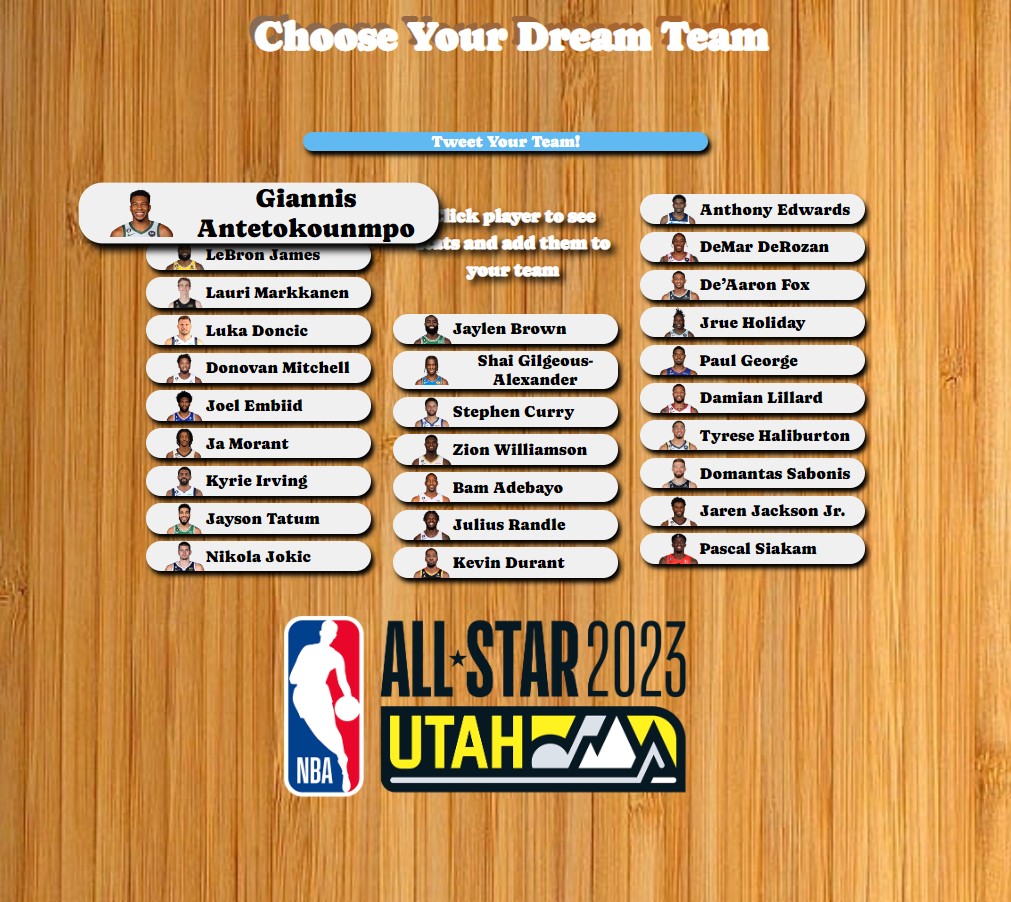 Choose Your Dream Team
Tweet Your Team!
Giannis
Antetokounmpo
LeBron James
Lauri Markkanen
Luka Doncic
Donovan Mitchell
Joel Embiid
Ja Morant
Kyrie Irving
Jayson Tatum
Nikola Jokic
player to see
and add them to
your team
Jaylen Brown
Shai Gilgeous-
Alexander
Stephen Curry
Zion Williamson
Bam Adebayo
Julius Randle
Kevin Durant
Anthony Edwards
DeMar DeRozan
De’Aaron Fox
Jrue Holiday
Paul George
Damian Lillard
Tyrese Haliburton
Domantas Sabonis
Jaren Jackson Jr.
Pascal Siakam
NBA
ALL★STAR 2023
UTAH